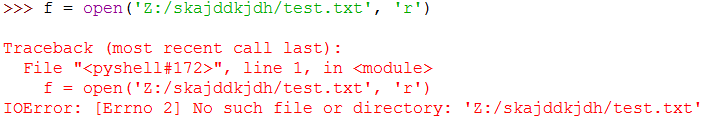 >>> f = open('Z:/skajddkjdh/test.txt', 'r')
Traceback (most recent call last):
  File "<pyshell#172>", line 1, in <module>
    f = open('Z:/skajddkjdh/test.txt', 'r')
IOError: [Errno 2] No such file or directory: 'Z:/skajddkjdh/test.txt'